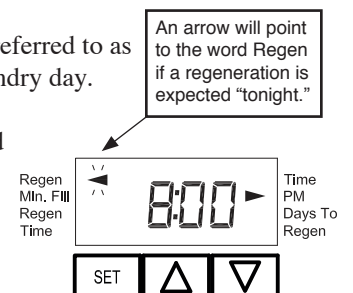 eferred to as
ndry day.
d
An arrow will point
to the word Regen
if a regeneration is
expected “tonight.”
Regen
MIn. FIll
Regen
Time
8:00
Time
PM
Days To
Regen
SET